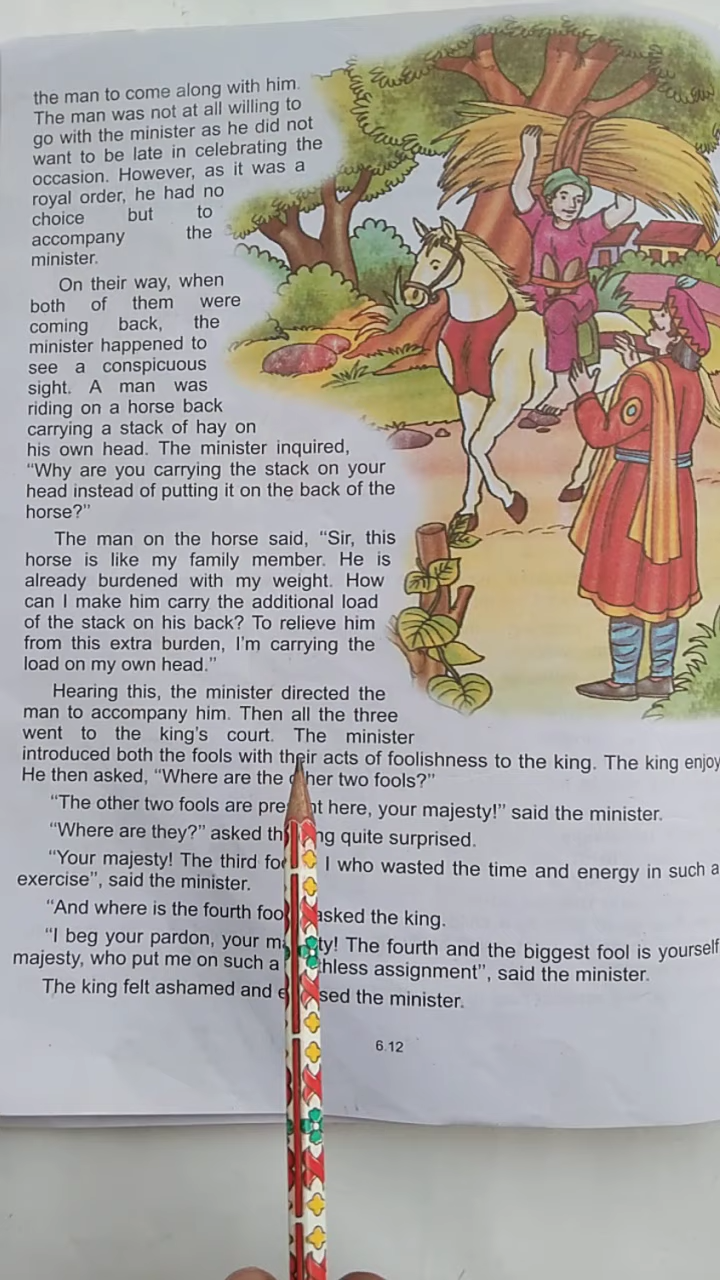 the man to come along with him.
The man was not at all willing to
go with the minister as he did not
want to be late in celebrating the
occasion. However, as it was a
royal order, he had no
choice but to
accompany the
minister.
On their way, when
both of them were
coming back, the
minister happened to
see a conspicuous
sight. A man was
riding on a horse back
carrying a stack of hay on
his own head. The minister inquired,
“Why are you carrying the stack on your
head instead of putting it on the back of the
horse?”
The man on the horse said, “Sir, this
horse is like my family member. He is
already burdened with my weight. How
can I make him carry the additional load
of the stack on his back? To relieve him
from this extra burden, I’m carrying the
load on my own head.”
Hearing this, the minister directed the
man to accompany him. Then all the three
went to the king’s court. The minister
introduced both the fools with their acts of foolishness to the king. The king enjoy
He then asked, “Where are the other two fools?”
“The other two fools are present here, your majesty!” said the minister.
“Where are they?” asked the king quite surprised.
“Your majesty! The third fool I who wasted the time and energy in such a
exercise”, said the minister.
“And where is the fourth fool asked the king.
“I beg your pardon, your majesty! The fourth and the biggest fool is yourself
majesty, who put me on such a assignment”, said the minister.
The king felt ashamed and the minister.
6.12